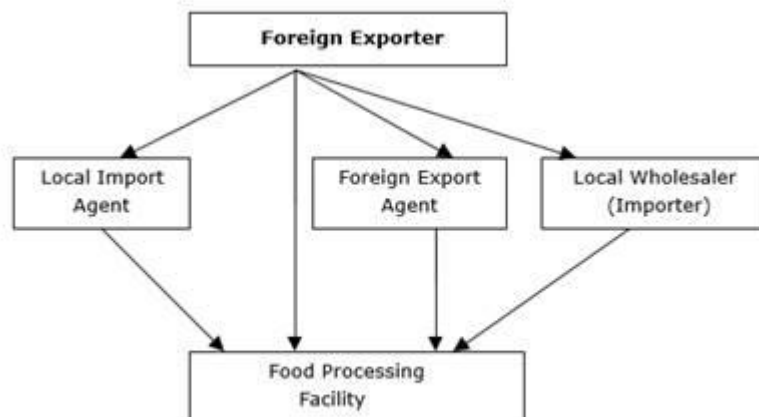 Foreign Exporter
Local Import
Agent
Foreign Export
Agent
Local Wholesaler
(Importer)
Food Processing
Facility